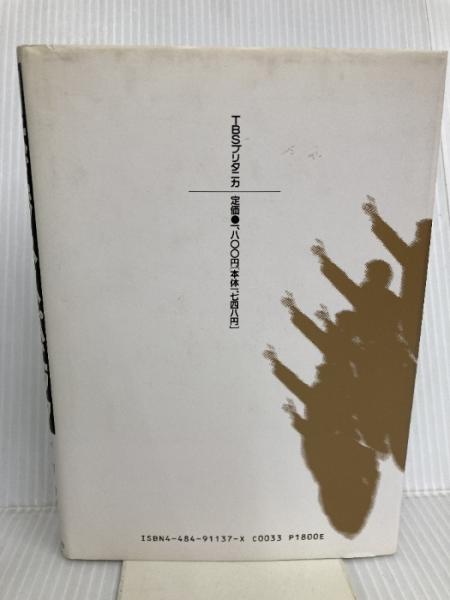 TBSブリタニカ
定価●一、八〇〇円[本体一、七四八円]
ISBN4-484-91137-X C0033 P1800E